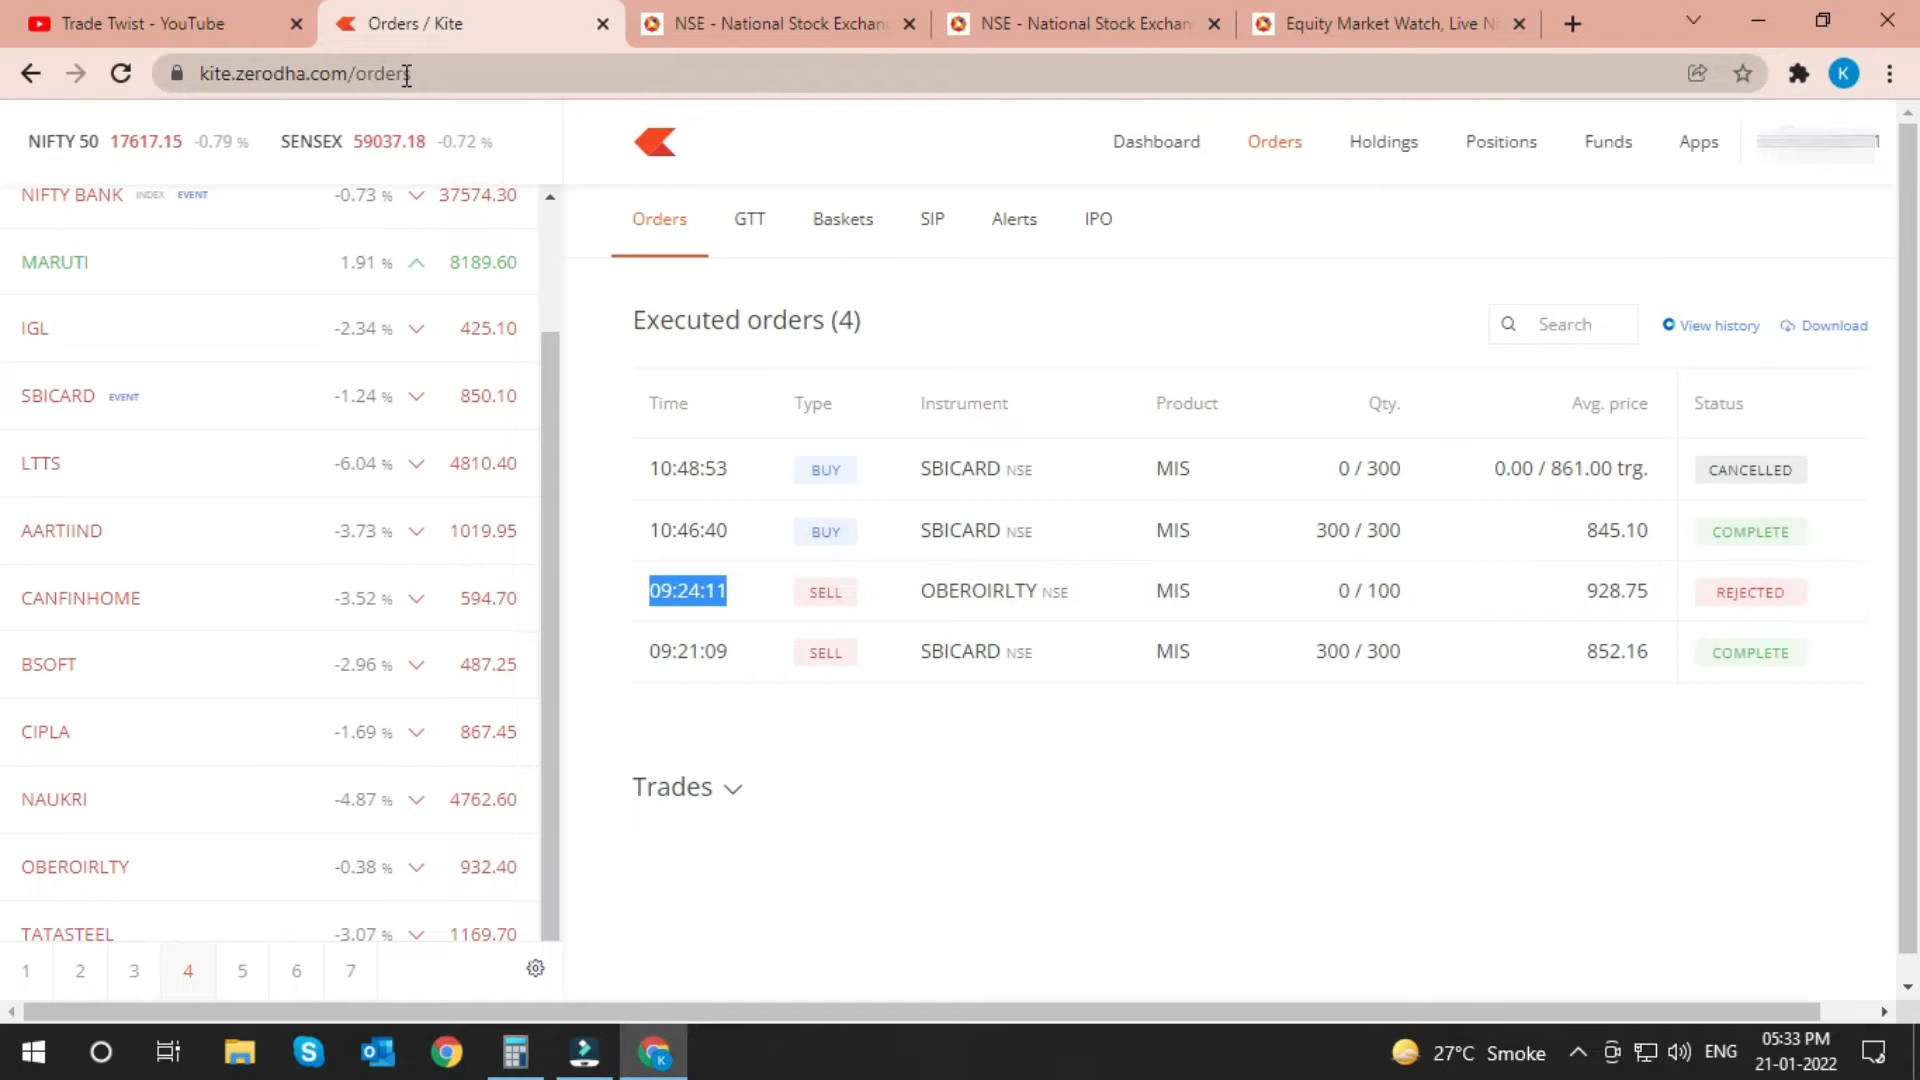 Trade Twist - YouTube
Orders / Kite
NSE - National Stock Exchan
NSE - National Stock Exchan
Equity Market Watch, Live N
kite.zerodha.com/orders
K
NIFTY 50 17617.15 -0.79 % SENSEX 59037.18 -0.72 %
Dashboard Orders Holdings Positions Funds Apps
NIFTY BANK INDEX EVENT -0.73 % 37574.30
MARUTI 1.91 % 8189.60
IGL -2.34 % 425.10
SBICARD EVENT -1.24 % 850.10
LTTS -6.04 % 4810.40
AARTIIND -3.73 % 1019.95
CANFINHOME -3.52 % 594.70
BSOFT -2.96 % 487.25
CIPLA -1.69 % 867.45
NAUKRI -4.87 % 4762.60
OBEROIRLTY -0.38 % 932.40
TATASTEEL -3.07 % 1169.70
1 2 3 4 5 6 7
Orders GTT Baskets SIP Alerts IPO
Executed orders (4)
Search View history Download
Time Type Instrument Product Qty. Avg. price Status
10:48:53 BUY SBICARD NSE MIS 0 / 300 0.00 / 861.00 trg. CANCELLED
10:46:40 BUY SBICARD NSE MIS 300 / 300 845.10 COMPLETE
09:24:11 SELL OBEROIRLTY NSE MIS 0 / 100 928.75 REJECTED
09:21:09 SELL SBICARD NSE MIS 300 / 300 852.16 COMPLETE
Trades
27°C Smoke ENG 05:33 PM
21-01-2022